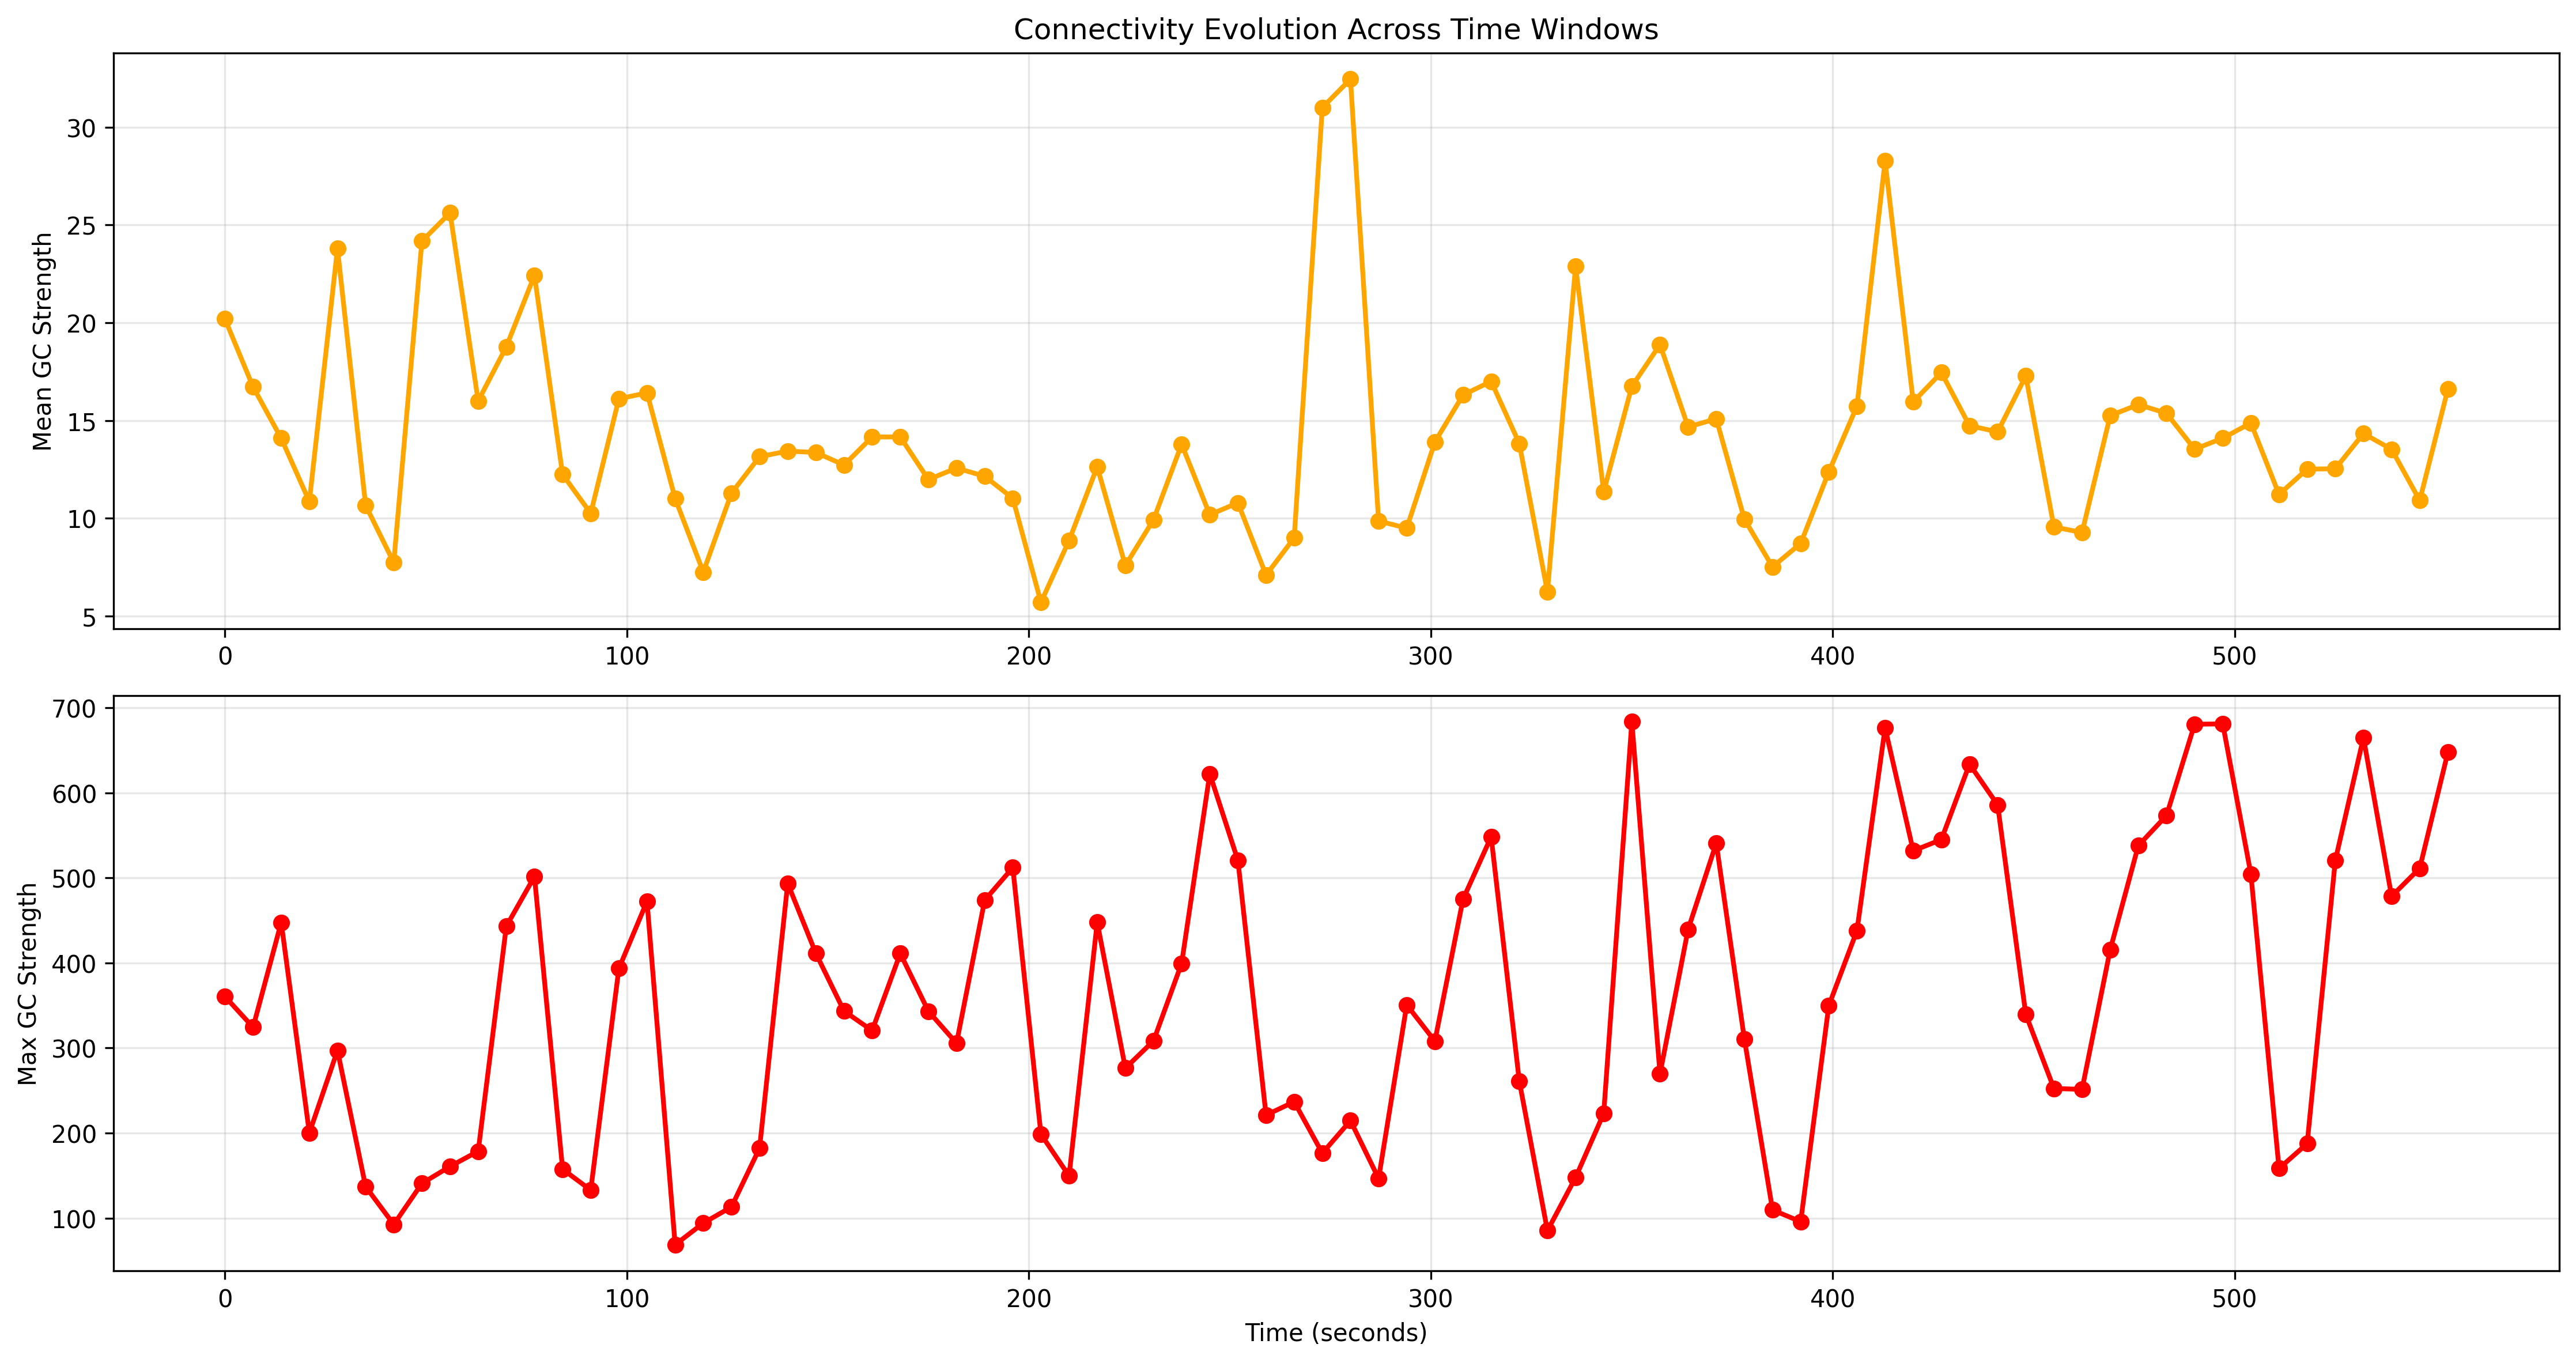 Connectivity Evolution Across Time Windows
Mean GC Strength
30
25
20
15
10
5
0 100 200 300 400 500
Max GC Strength
700
600
500
400
300
200
100
0 100 200 300 400 500
Time (seconds)